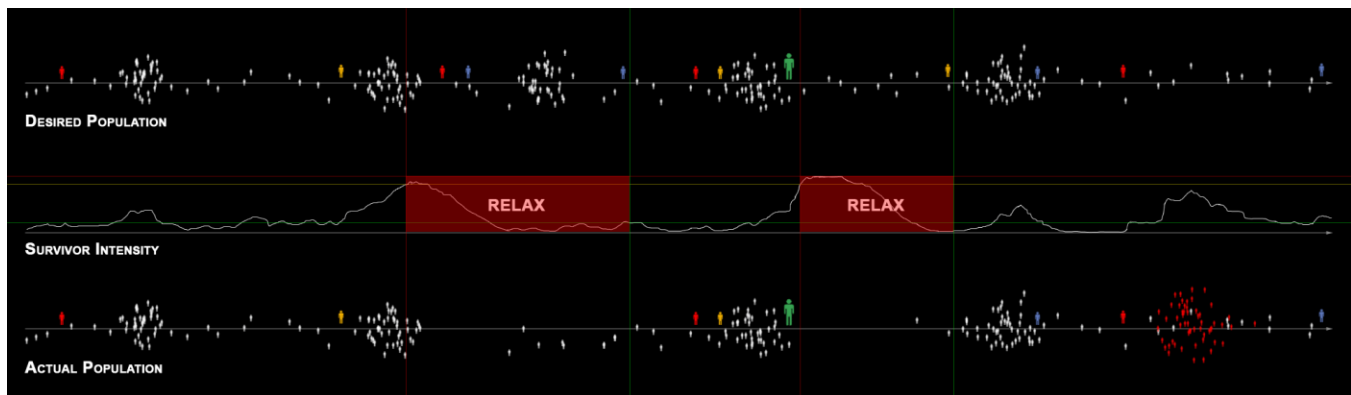 DESIRED POPULATION
RELAX
RELAX
SURVIVOR INTENSITY
ACTUAL POPULATION